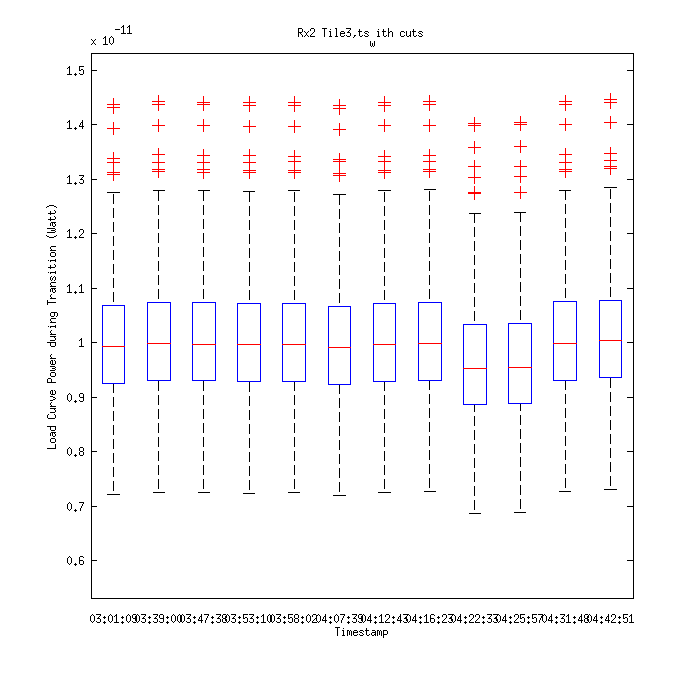 Rx2 Tile3,ts ith cuts
w
x 10^-11
1.5
1.4
1.3
1.2
1.1
1
0.9
0.8
0.7
0.6
Load Curve Power during Transition (Watt)
03:01:09 03:39:00 03:47:38 03:53:10 03:58:02 04:07:39 04:12:43 04:16:23 04:22:33 04:25:57 04:31:48 04:42:51
Timestamp